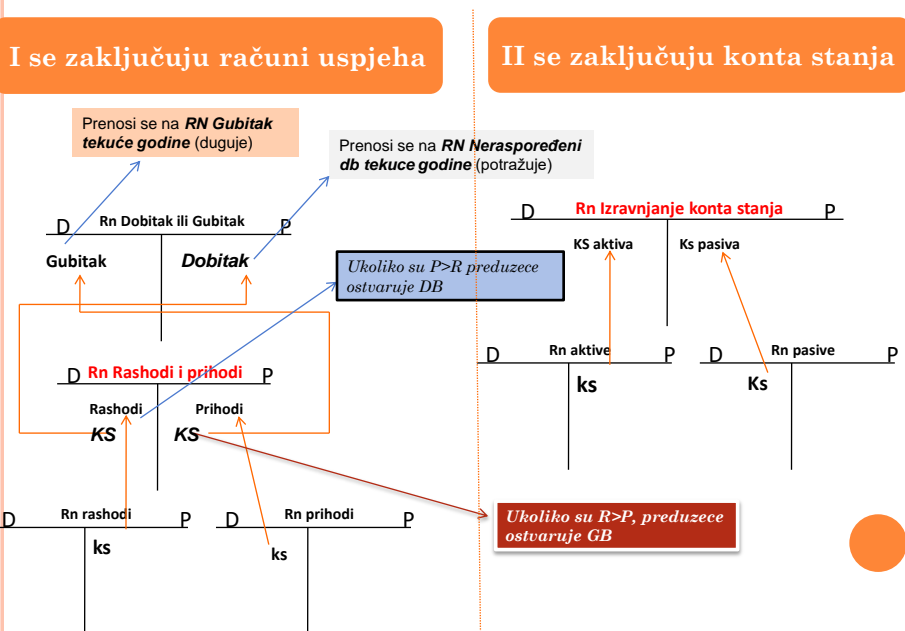 I se zaključuju računi uspjeha
Prenosi se na RN Gubitak
tekuće godine (duguje)
Prenosi se na RN Neraspoređeni
db tekuce godine (potražuje)
D Rn Dobitak ili Gubitak P
Gubitak Dobitak
Ukoliko su P>R preduzece
ostvaruje DB
D Rn Rashodi i prihodi P
Rashodi Prihodi
KS KS
D Rn rashodi P
ks
D Rn prihodi P
ks
II se zaključuju konta stanja
D Rn Izravnjanje konta stanja P
KS aktiva Ks pasiva
D Rn aktive P
ks
D Rn pasive P
Ks
Ukoliko su R>P, preduzece
ostvaruje GB